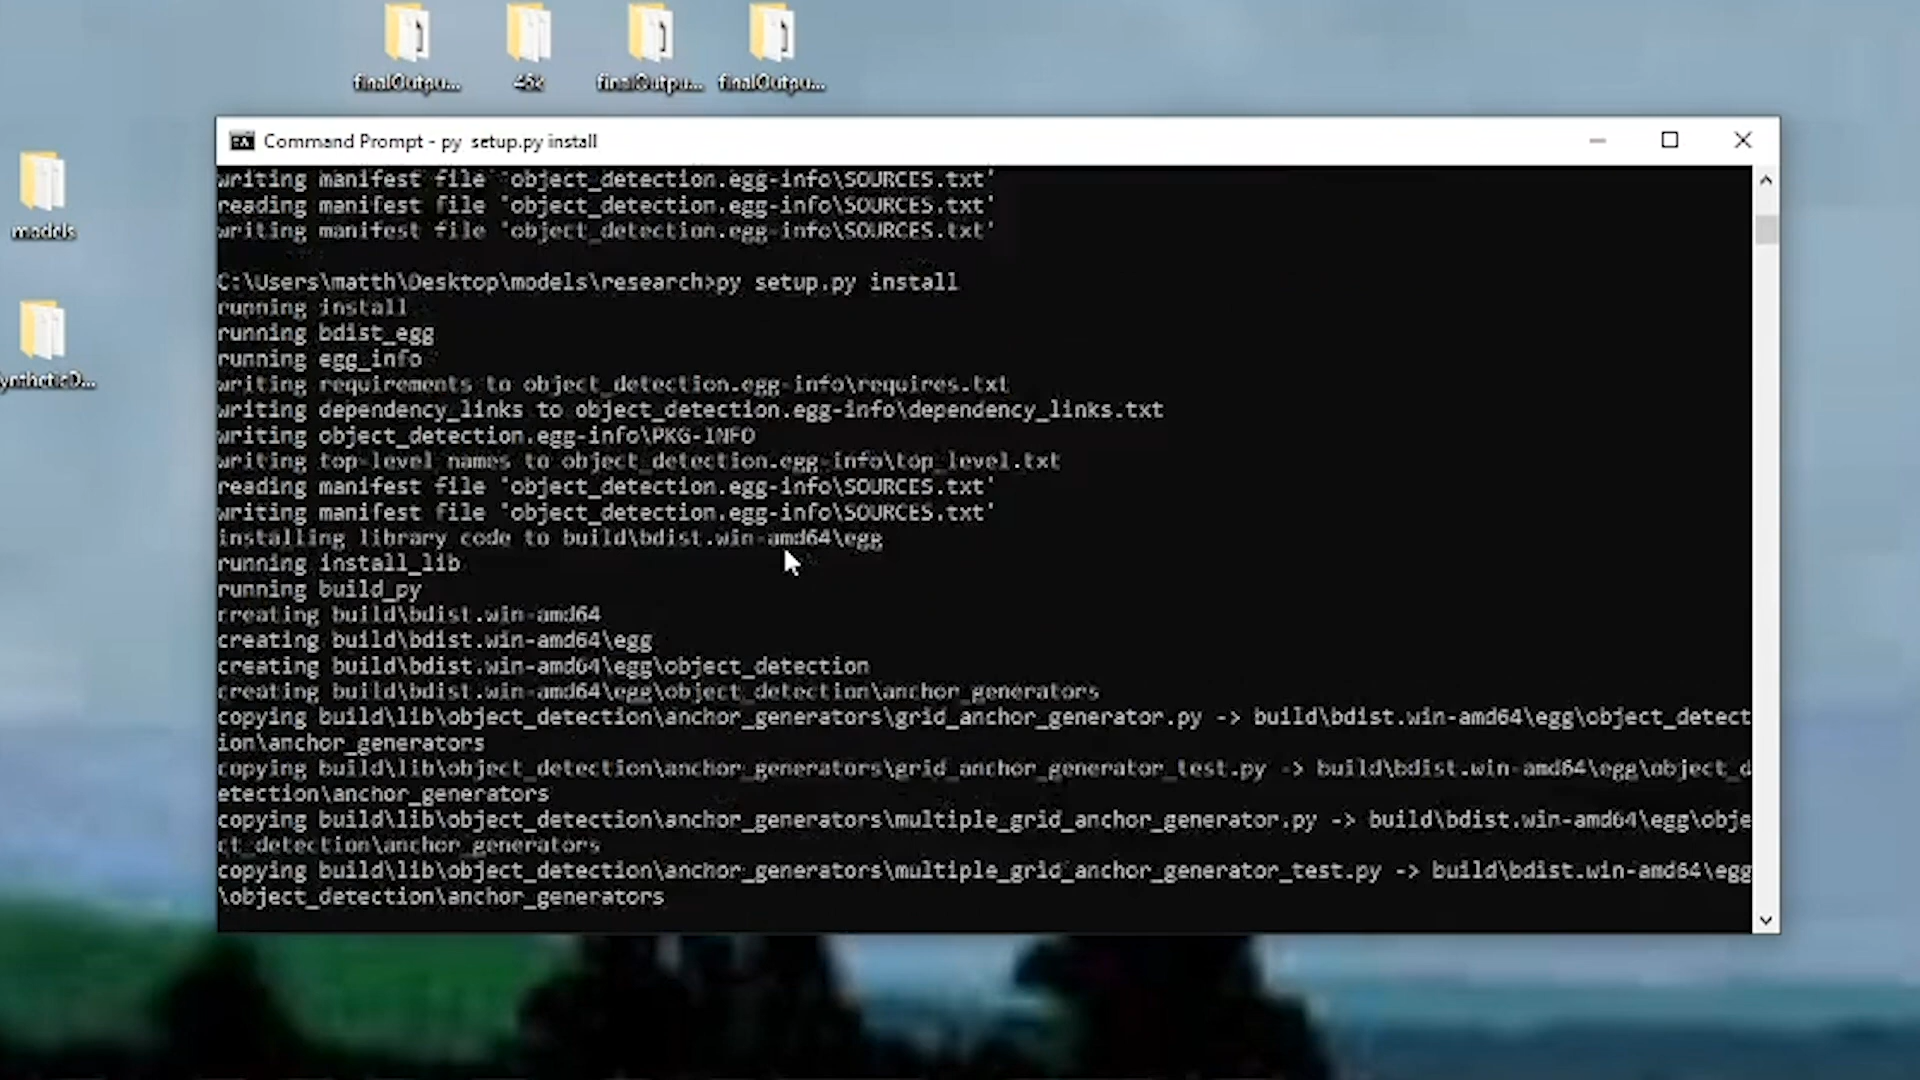 finalOutpu...
45k
finalOutpu...
finalOutpu...
models
yntheticD...
Command Prompt - py  setup.py install
writing manifest file 'object_detection.egg-info\SOURCES.txt'
reading manifest file 'object_detection.egg-info\SOURCES.txt'
writing manifest file 'object_detection.egg-info\SOURCES.txt'
C:\Users\matth\Desktop\models\research>py setup.py install
running install
running bdist_egg
running egg_info
writing requirements to object_detection.egg-info\requires.txt
writing dependency_links to object_detection.egg-info\dependency_links.txt
writing object_detection.egg-info\PKG-INFO
writing top-level names to object_detection.egg-info\top_level.txt
reading manifest file 'object_detection.egg-info\SOURCES.txt'
writing manifest file 'object_detection.egg-info\SOURCES.txt'
installing library code to build\bdist.win-amd64\egg
running install_lib
running build_py
creating build\bdist.win-amd64
creating build\bdist.win-amd64\egg
creating build\bdist.win-amd64\egg\object_detection
creating build\bdist.win-amd64\egg\object_detection\anchor_generators
copying build\lib\object_detection\anchor_generators\grid_anchor_generator.py -> build\bdist.win-amd64\egg\object_detect
ion\anchor_generators
copying build\lib\object_detection\anchor_generators\grid_anchor_generator_test.py -> build\bdist.win-amd64\egg\object_d
etection\anchor_generators
copying build\lib\object_detection\anchor_generators\multiple_grid_anchor_generator.py -> build\bdist.win-amd64\egg\obje
ct_detection\anchor_generators
copying build\lib\object_detection\anchor_generators\multiple_grid_anchor_generator_test.py -> build\bdist.win-amd64\egg
\object_detection\anchor_generators